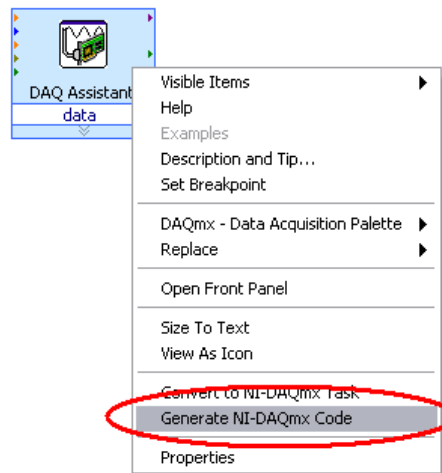 DAQ Assistant
data
Visible Items
Help
Examples
Description and Tip...
Set Breakpoint
DAQmx - Data Acquisition Palette
Replace
Open Front Panel
Size To Text
View As Icon
Convert to NI-DAQmx Task
Generate NI-DAQmx Code
Properties